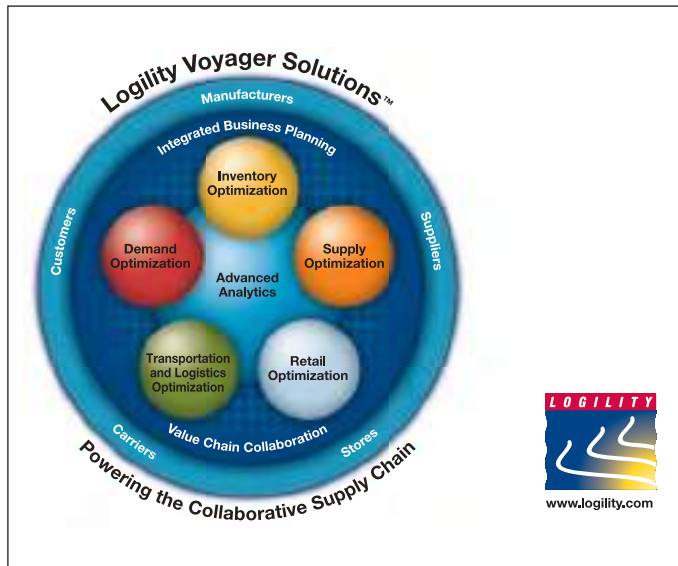 Logility Voyager Solutions™
Manufacturers
Integrated Business Planning
Inventory
Optimization
Customers
Suppliers
Demand
Optimization
Supply
Optimization
Advanced
Analytics
Transportation
and Logistics
Optimization
Retail
Optimization
Value Chain Collaboration
Carriers
Stores
Powering the Collaborative Supply Chain
LOGILITY
www.logility.com